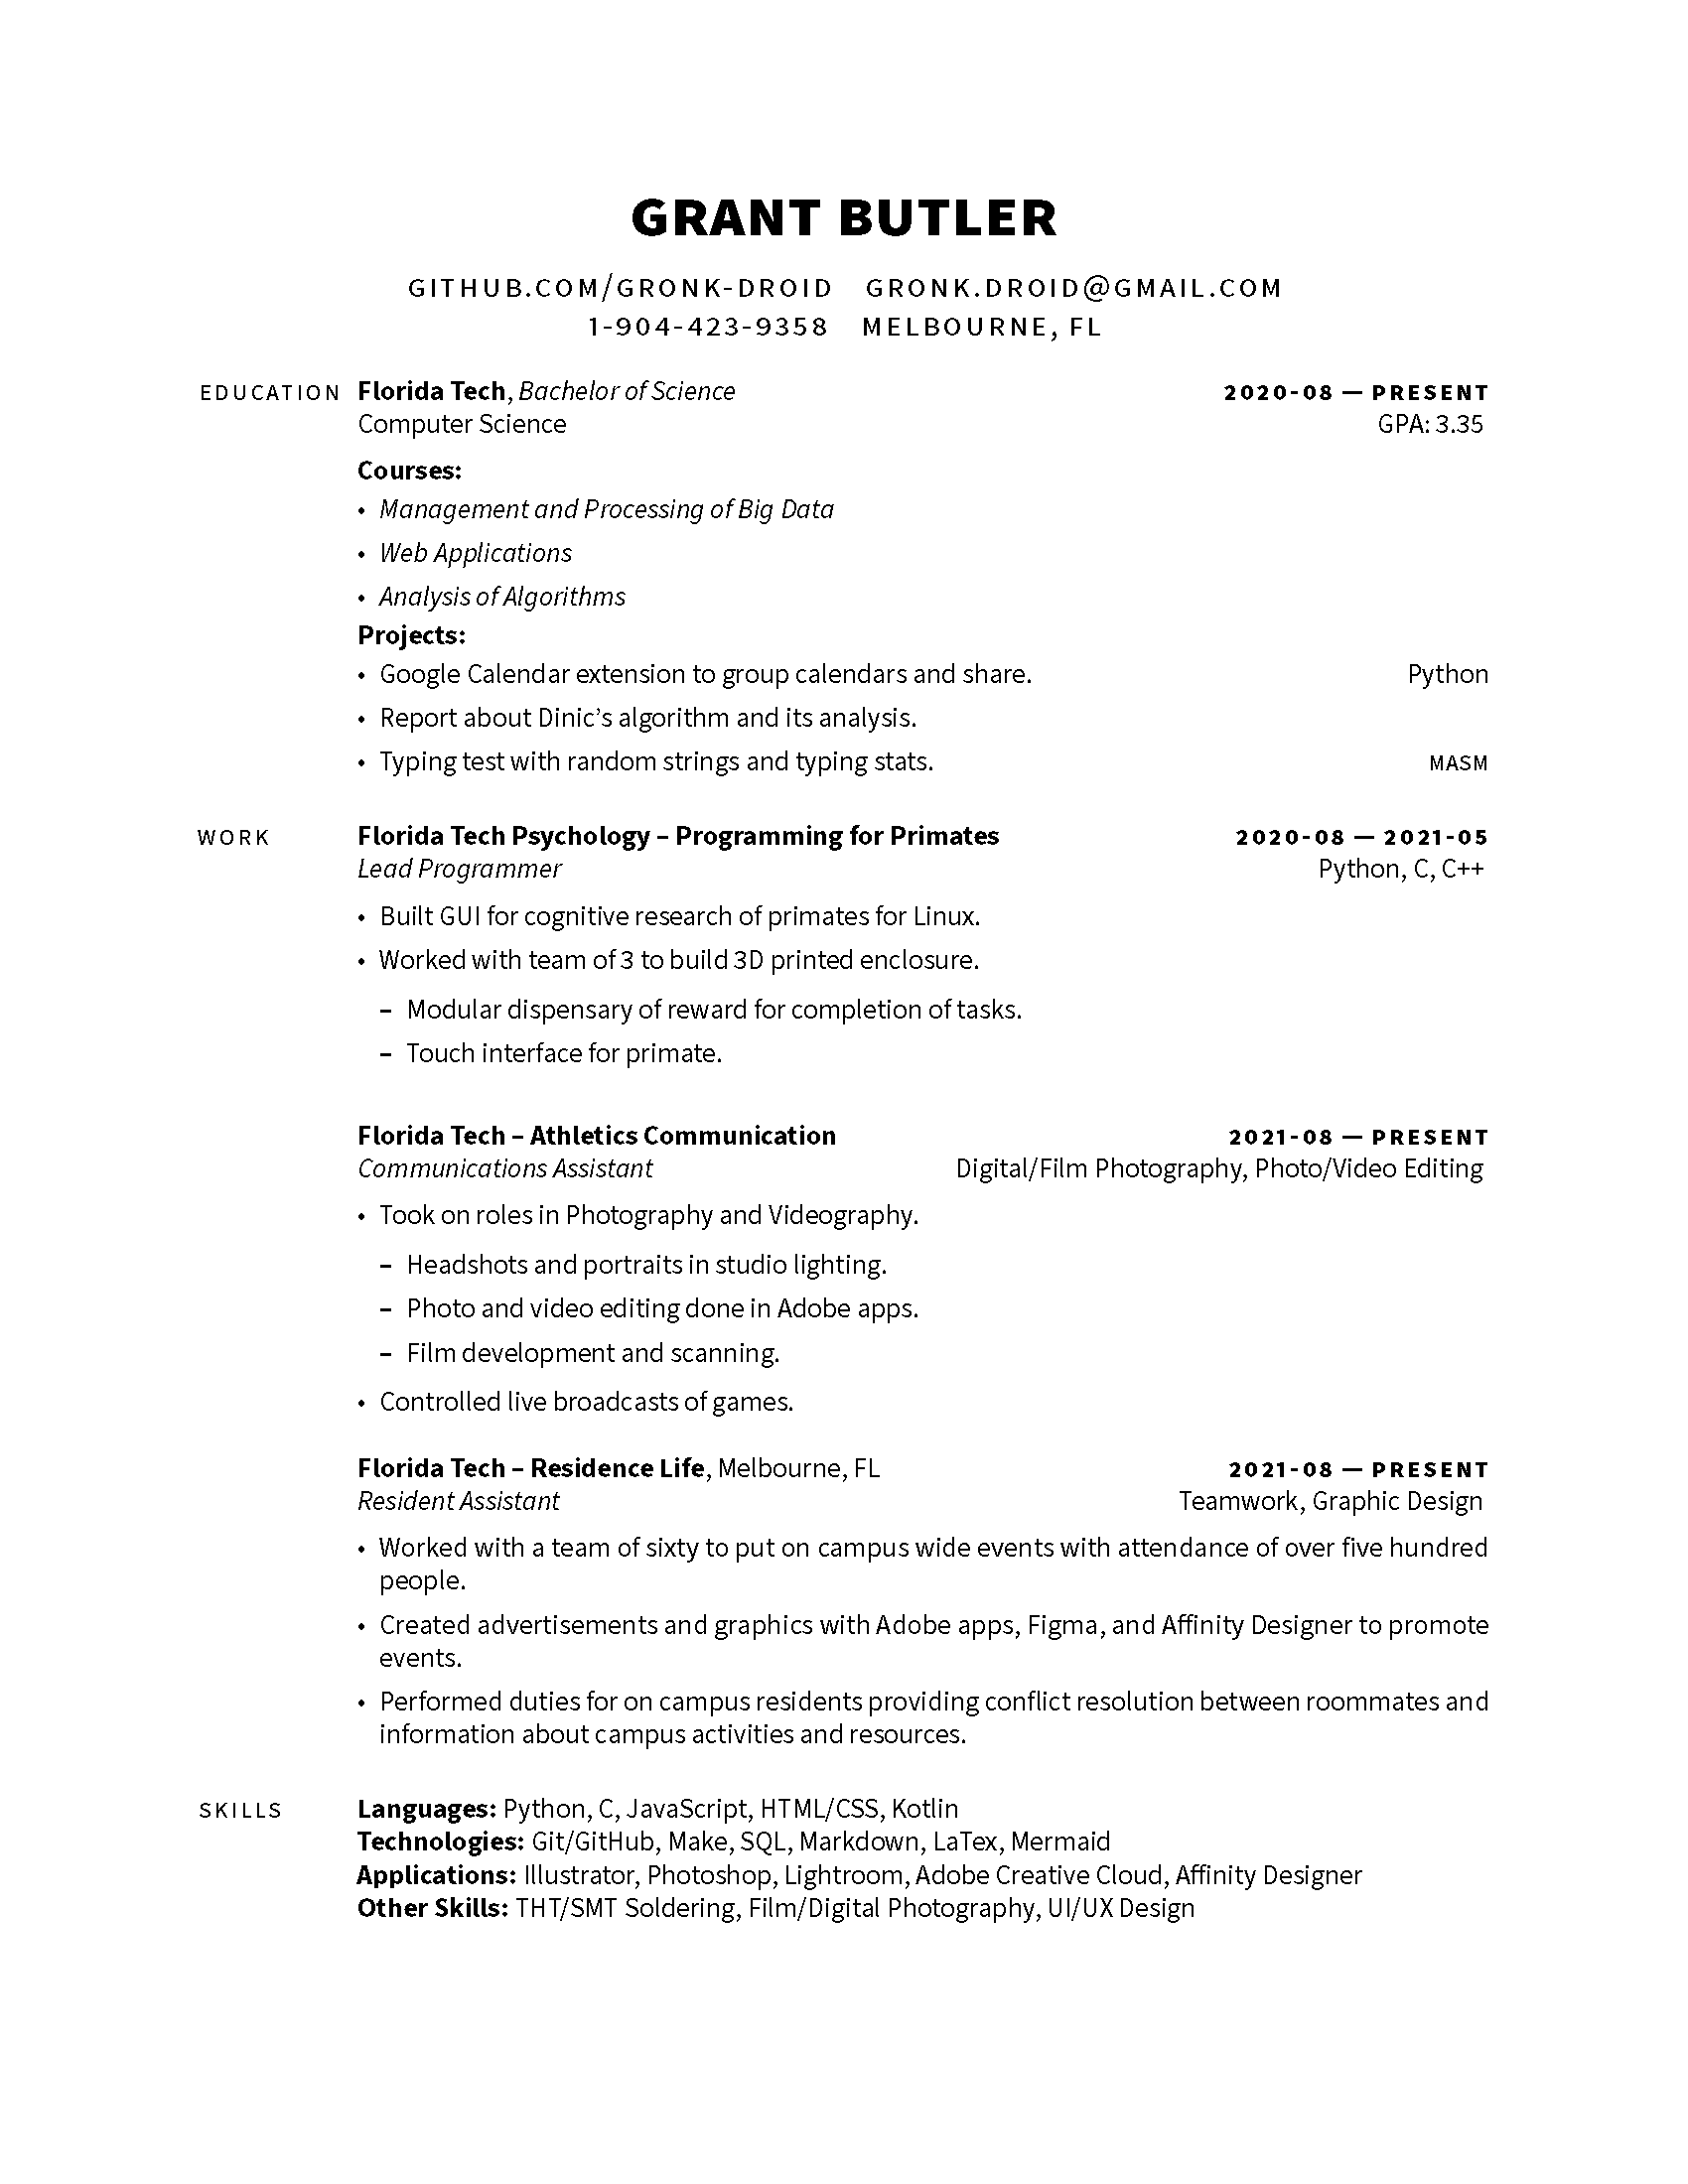 GRANT BUTLER
GITHUB.COM/GRONK-DROID GRONK.DROID@GMAIL.COM
1-904-423-9358 MELBOURNE, FL
EDUCATION Florida Tech, Bachelor of Science 2020-08 — PRESENT
Computer Science GPA: 3.35
Courses:
• Management and Processing of Big Data
• Web Applications
• Analysis of Algorithms
Projects:
• Google Calendar extension to group calendars and share. Python
• Report about Dinic’s algorithm and its analysis.
• Typing test with random strings and typing stats. MASM
WORK Florida Tech Psychology – Programming for Primates 2020-08 — 2021-05
Lead Programmer Python, C, C++
• Built GUI for cognitive research of primates for Linux.
• Worked with team of 3 to build 3D printed enclosure.
– Modular dispensary of reward for completion of tasks.
– Touch interface for primate.
Florida Tech – Athletics Communication 2021-08 — PRESENT
Communications Assistant Digital/Film Photography, Photo/Video Editing
• Took on roles in Photography and Videography.
– Headshots and portraits in studio lighting.
– Photo and video editing done in Adobe apps.
– Film development and scanning.
• Controlled live broadcasts of games.
Florida Tech – Residence Life, Melbourne, FL 2021-08 — PRESENT
Resident Assistant Teamwork, Graphic Design
• Worked with a team of sixty to put on campus wide events with attendance of over five hundred
people.
• Created advertisements and graphics with Adobe apps, Figma, and Affinity Designer to promote
events.
• Performed duties for on campus residents providing conflict resolution between roommates and
information about campus activities and resources.
SKILLS Languages: Python, C, JavaScript, HTML/CSS, Kotlin
Technologies: Git/GitHub, Make, SQL, Markdown, LaTex, Mermaid
Applications: Illustrator, Photoshop, Lightroom, Adobe Creative Cloud, Affinity Designer
Other Skills: THT/SMT Soldering, Film/Digital Photography, UI/UX Design